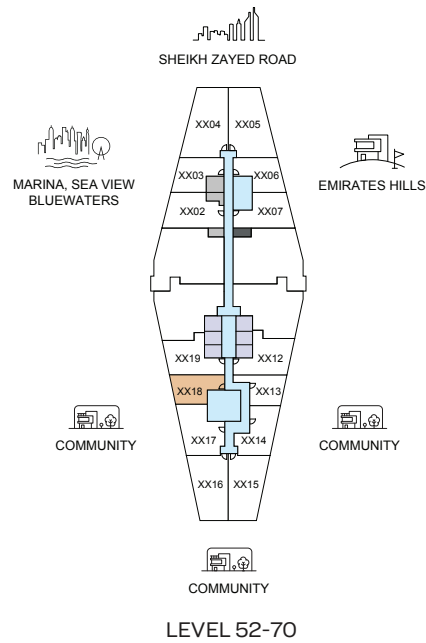 SHEIKH ZAYED ROAD
XX04 XX05
XX03 XX06
MARINA, SEA VIEW
BLUEWATERS
EMIRATES HILLS
XX02 XX07
XX19 XX12
XX18 XX13
COMMUNITY
COMMUNITY
XX17 XX14
XX16 XX15
COMMUNITY
LEVEL 52-70